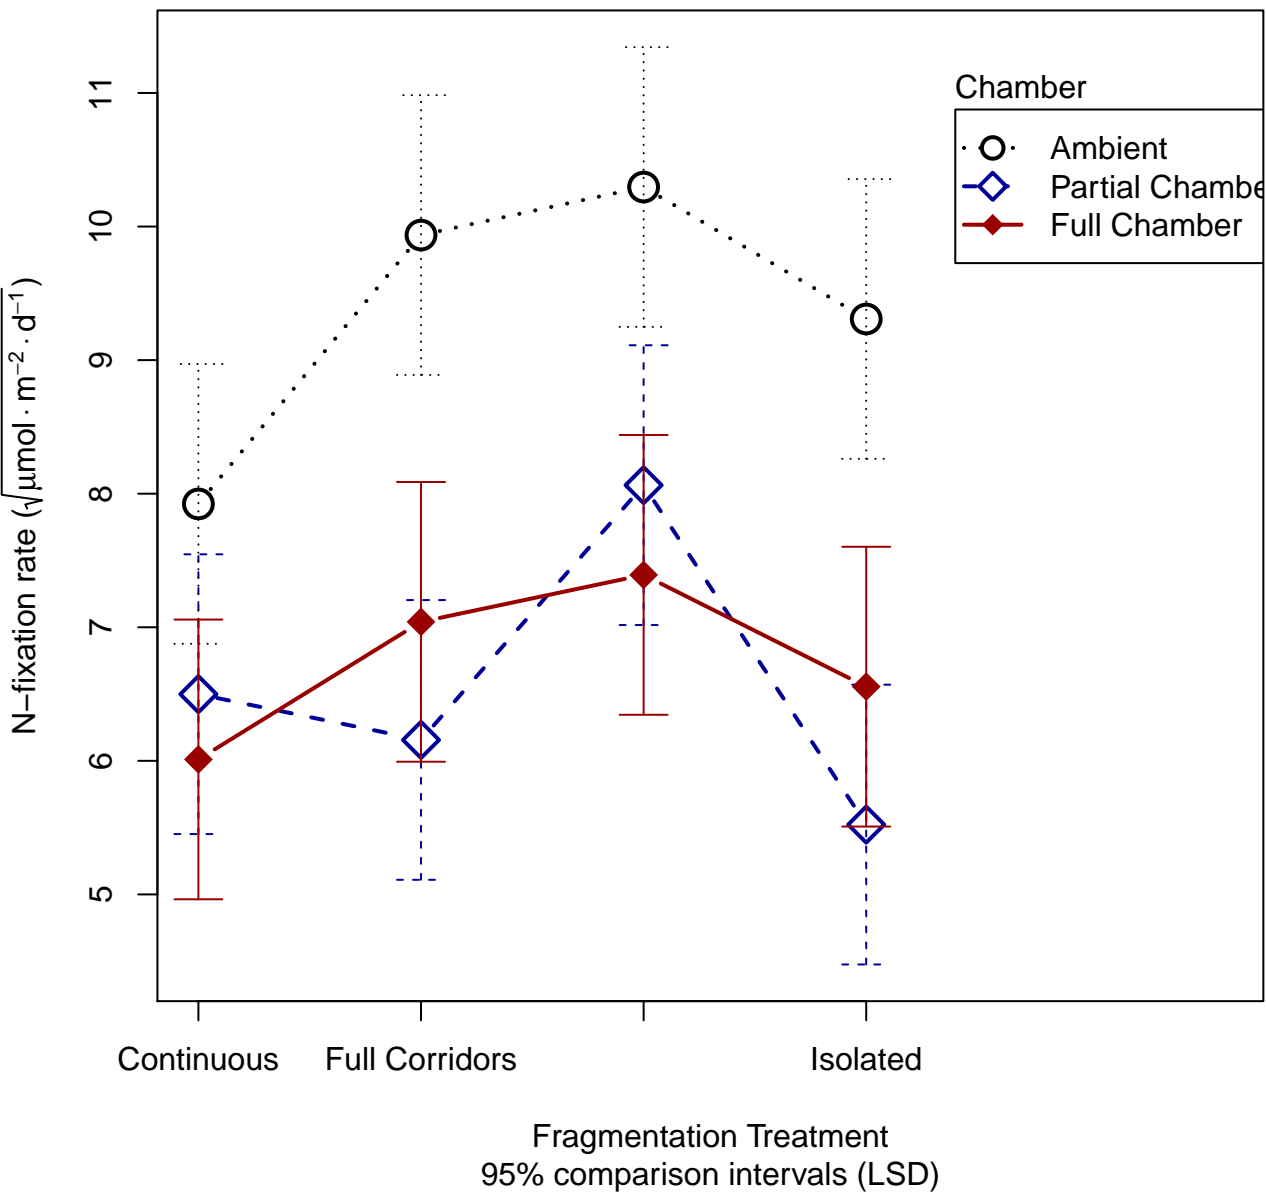 Chamber
Ambient
Partial Chambe
Full Chamber
11
10
9
8
7
6
5
N−fixation rate (√μmol · m⁻² · d⁻¹)
Continuous Full Corridors Isolated
Fragmentation Treatment
95% comparison intervals (LSD)